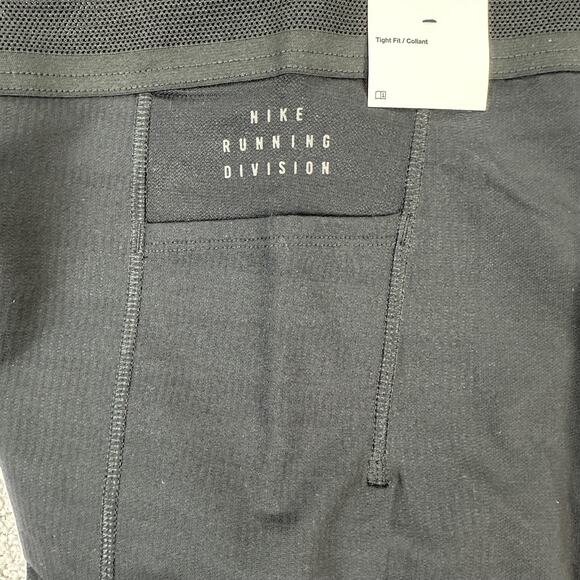 Tight Fit / Collant
NIKE
RUNNING
DIVISION